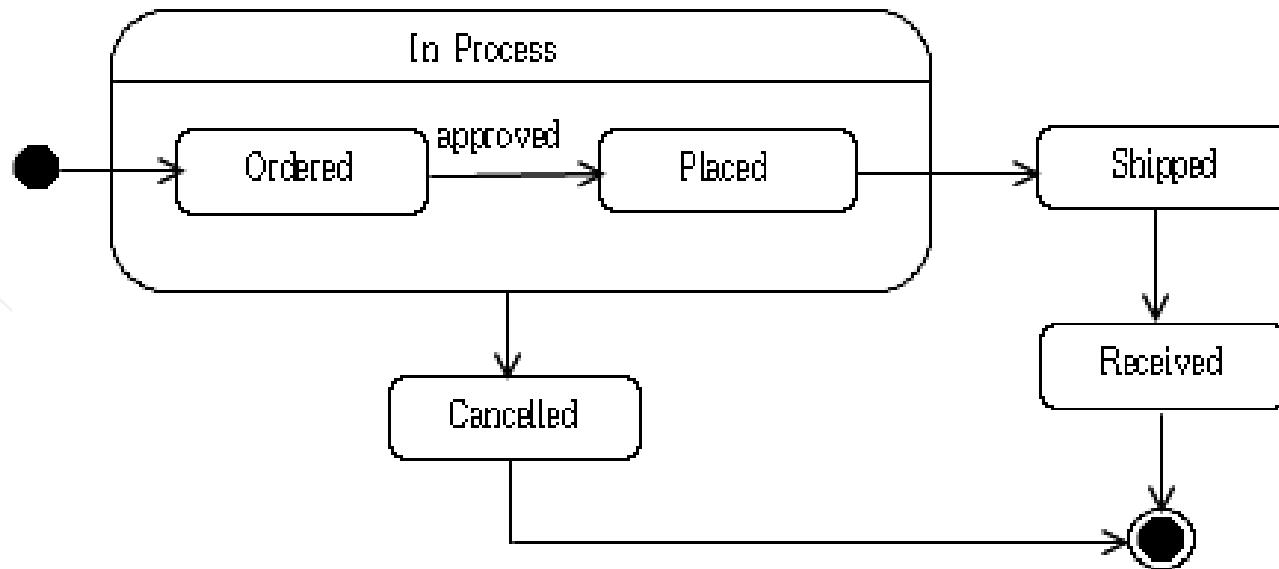 In Process
Ordered
approved
Placed
Shipped
Received
Cancelled